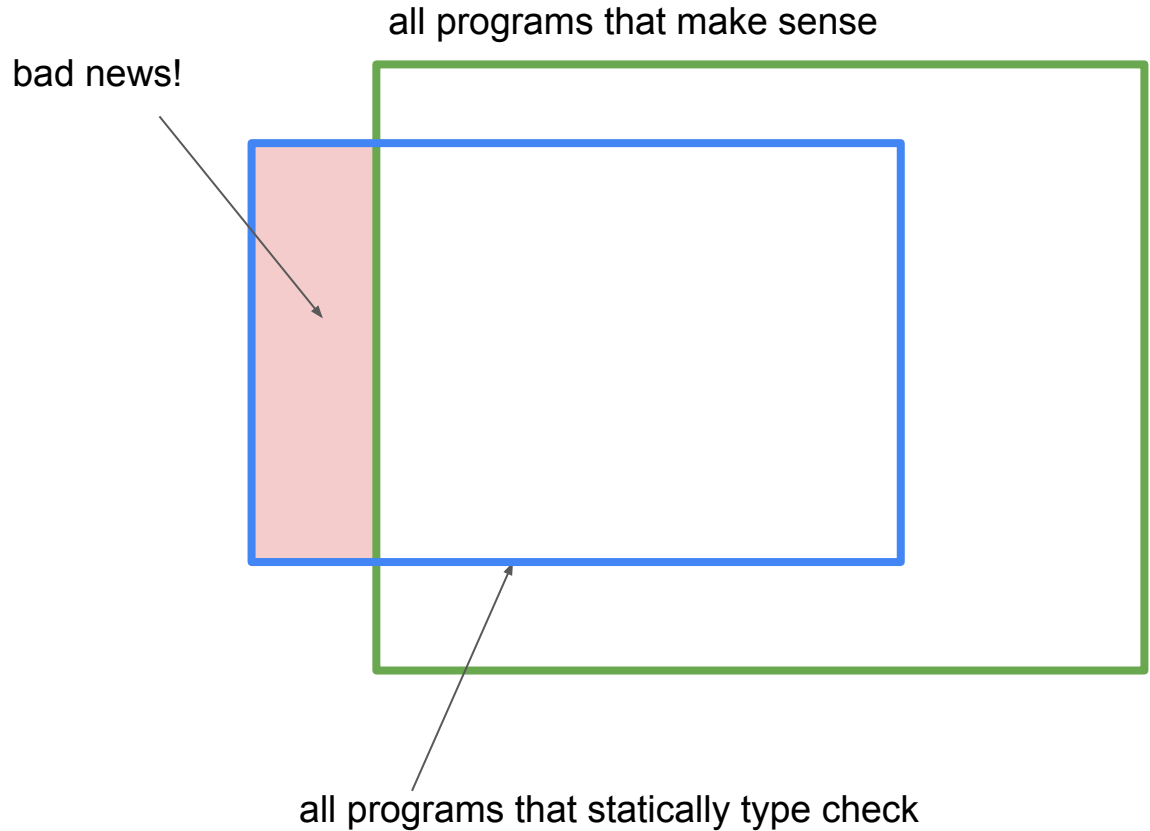 all programs that make sense
bad news!
all programs that statically type check